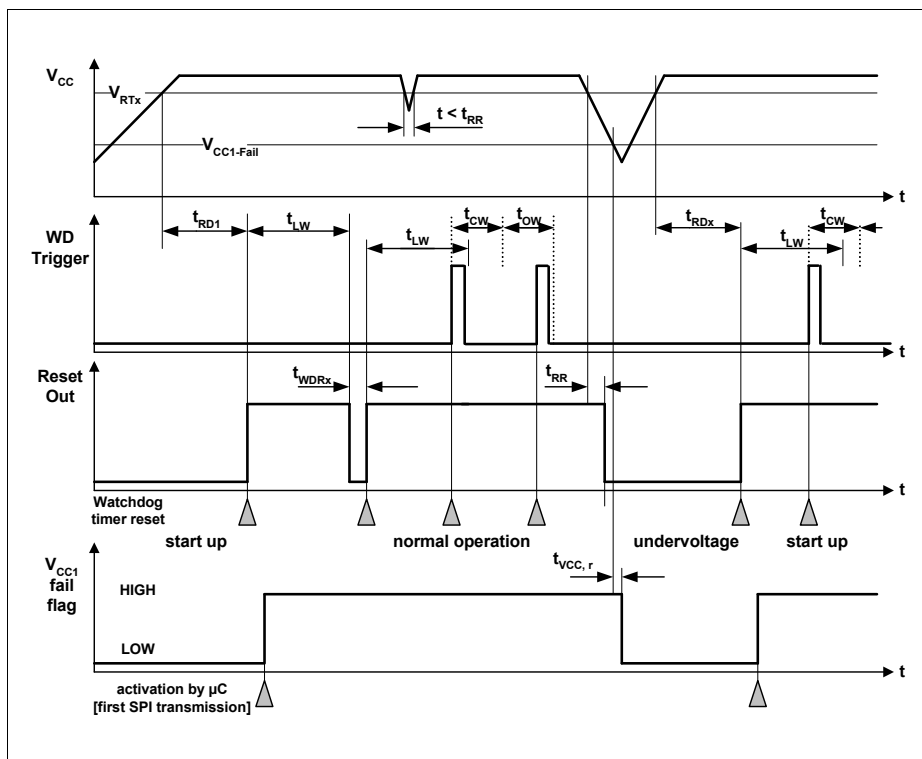 VCC
VRTx
t < tRR
VCC1-Fail
t
tRD1
tLW
tCW
tOW
tRDx
tCW
WD
Trigger
tLW
tLW
t
Reset
Out
tWDRx
tRR
t
Watchdog
timer reset
start up
normal operation
undervoltage
start up
VCC1
fail
flag
HIGH
tVCC, r
LOW
t
activation by µC
[first SPI transmission]